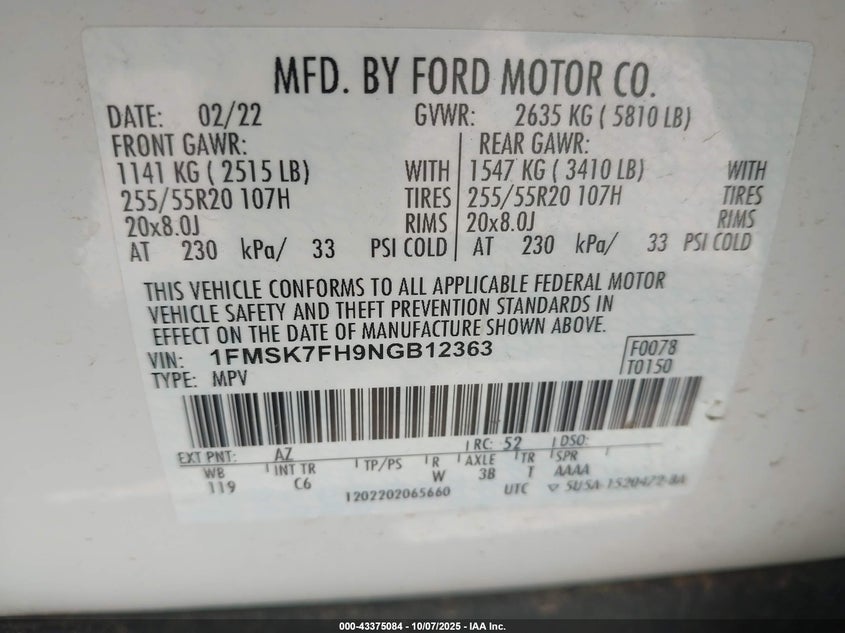 MFD. BY FORD MOTOR CO.
DATE: 02/22 GVWR: 2635 KG ( 5810 LB)
FRONT GAWR: REAR GAWR:
1141 KG ( 2515 LB) WITH 1547 KG ( 3410 LB) WITH
255/55R20 107H TIRES 255/55R20 107H TIRES
20x8.0J RIMS 20x8.0J RIMS
AT 230 kPa/ 33 PSI COLD AT 230 kPa/ 33 PSI COLD
THIS VEHICLE CONFORMS TO ALL APPLICABLE FEDERAL MOTOR
VEHICLE SAFETY AND THEFT PREVENTION STANDARDS IN
EFFECT ON THE DATE OF MANUFACTURE SHOWN ABOVE.
VIN: 1FMSK7FH9NGB12363 F0078
TYPE: MPV T0150
EXT PNT: AZ RC: 52 DSO:
WB INT TR TP/PS R AXLE TR SPR
119 C6 W 3B T AAAA
1202202065660 UTC ▽ 5U5A-1520472-BA
000-43375084 - 10/07/2025 - IAA Inc.